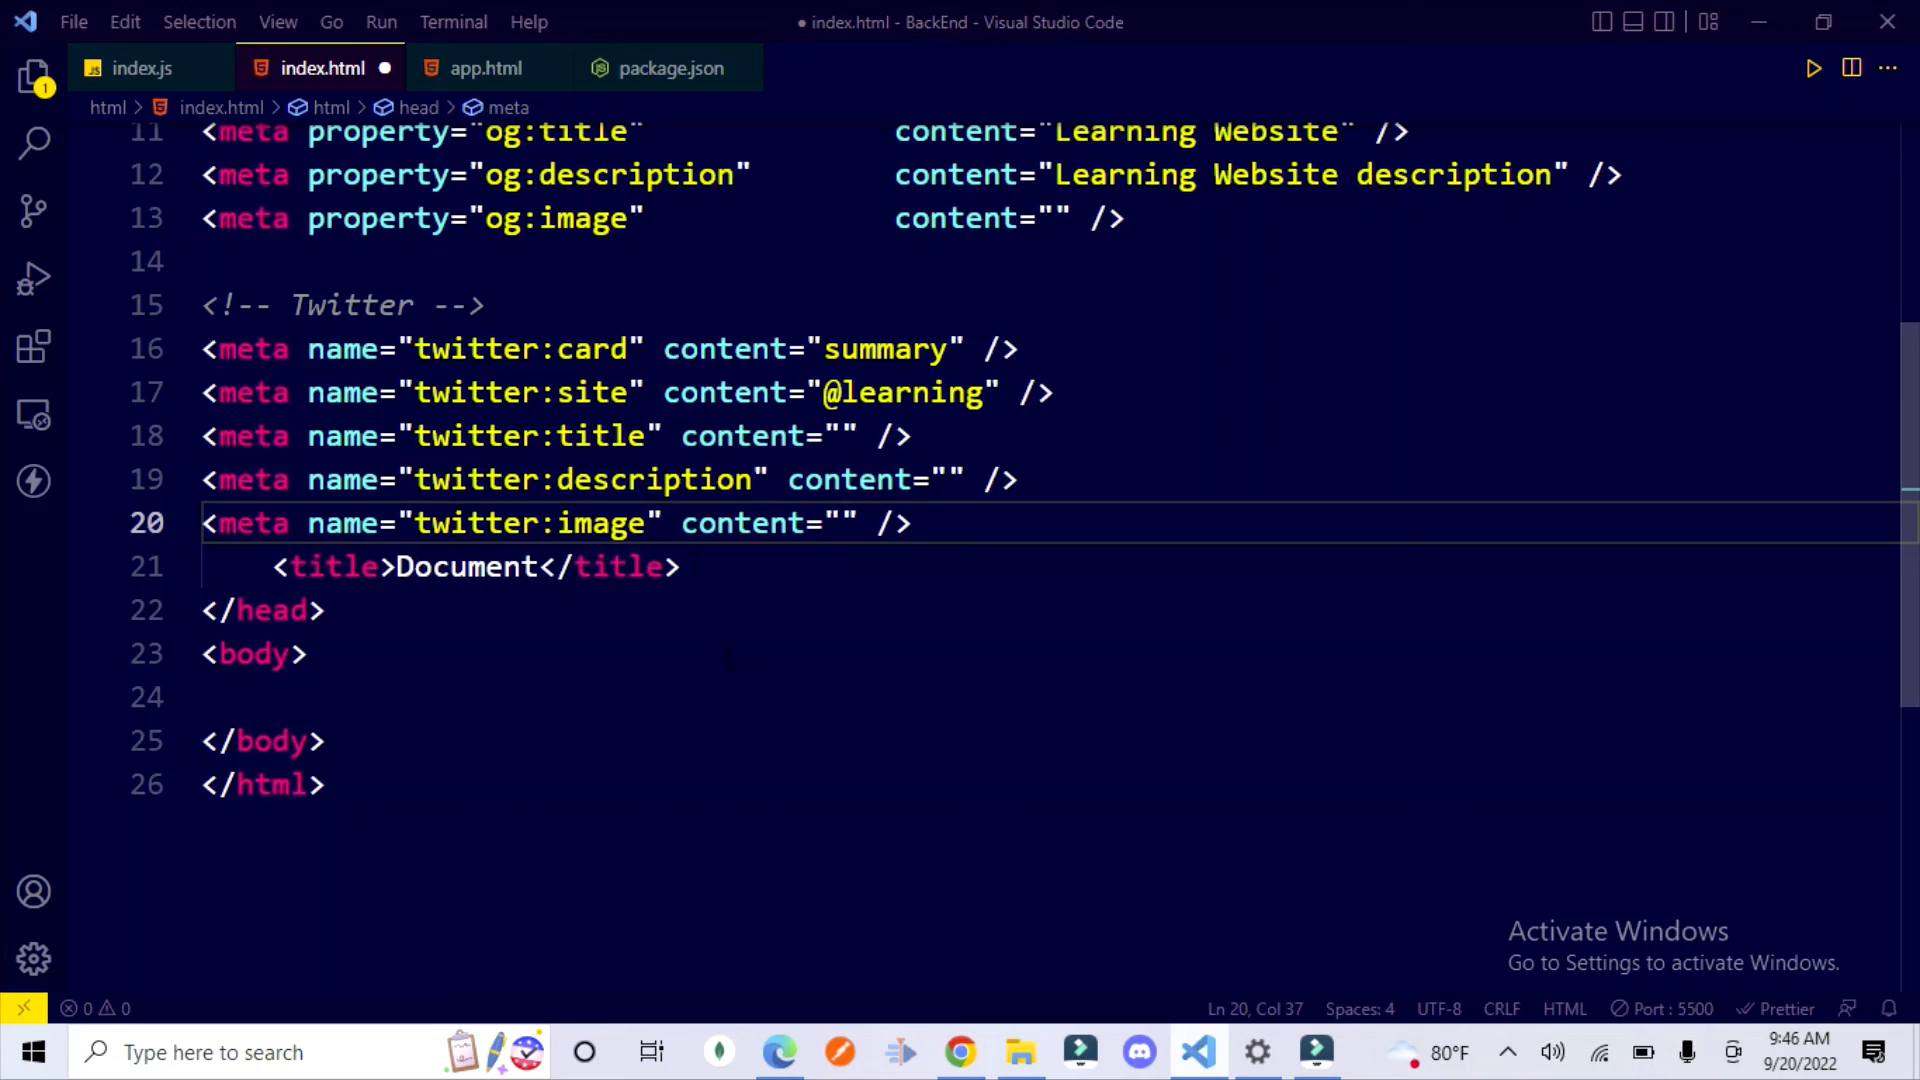 File Edit Selection View Go Run Terminal Help
● index.html - BackEnd - Visual Studio Code
JS index.js
index.html ●
app.html
package.json
html > index.html > html > head > meta
11 <meta property="og:title" content="Learning Website" />
12 <meta property="og:description" content="Learning Website description" />
13 <meta property="og:image" content="" />
14
15 <!-- Twitter -->
16 <meta name="twitter:card" content="summary" />
17 <meta name="twitter:site" content="@learning" />
18 <meta name="twitter:title" content="" />
19 <meta name="twitter:description" content="" />
20 <meta name="twitter:image" content="" />
21 <title>Document</title>
22 </head>
23 <body>
24
25 </body>
26 </html>
1
Activate Windows
Go to Settings to activate Windows.
0 0
Ln 20, Col 37 Spaces: 4 UTF-8 CRLF HTML Port : 5500 Prettier
Type here to search
80°F
9:46 AM
9/20/2022